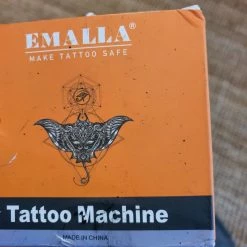 EMALLA®
MAKE TATTOO SAFE
Tattoo Machine
MADE IN CHINA